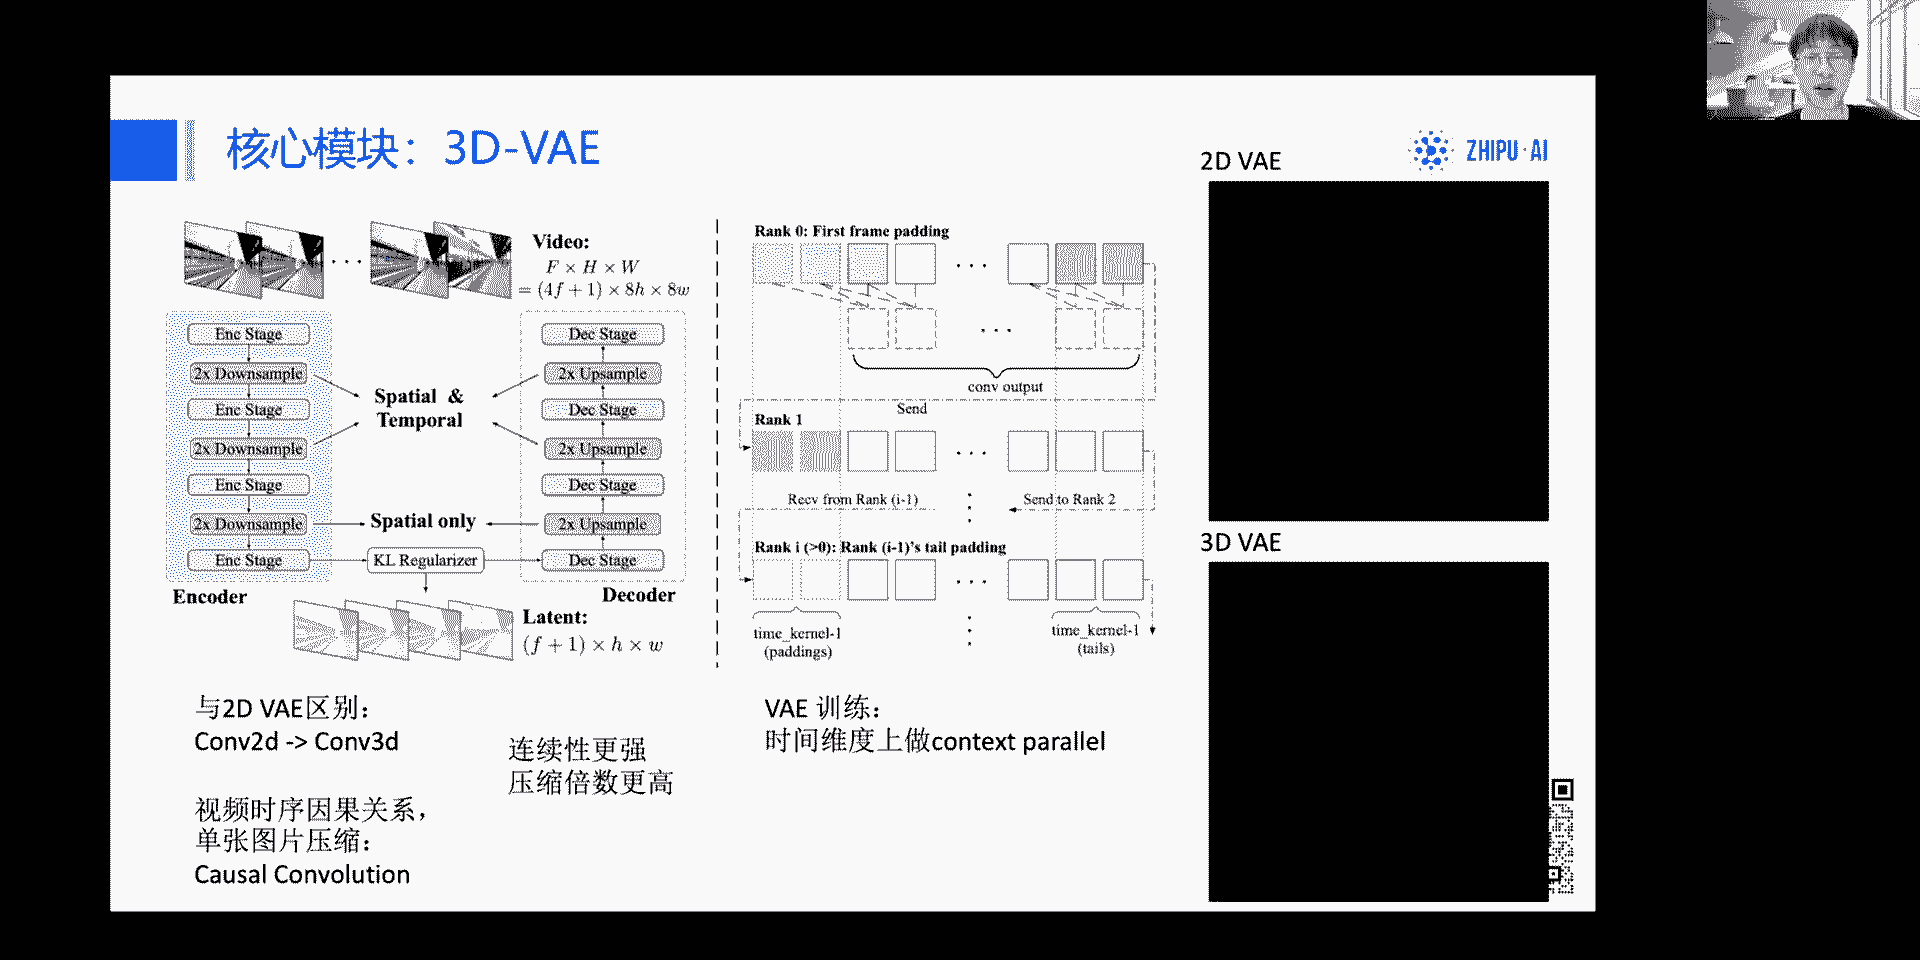 核心模块：3D-VAE
ZHIPU·AI
Video:
F × H × W
= (4f + 1) × 8h × 8w
Enc Stage
2x Downsample
Enc Stage
2x Downsample
Enc Stage
2x Downsample
Enc Stage
Encoder
Spatial &
Temporal
Spatial only
KL Regularizer
Dec Stage
2x Upsample
Dec Stage
2x Upsample
Dec Stage
2x Upsample
Dec Stage
Decoder
Latent:
(f + 1) × h × w
Rank 0: First frame padding
conv output
Send
Rank 1
Recv from Rank (i-1)
Send to Rank 2
Rank i (>0): Rank (i-1)'s tail padding
time_kernel-1
(paddings)
time_kernel-1
(tails)
2D VAE
3D VAE
与2D VAE区别：
Conv2d -> Conv3d
连续性更强
压缩倍数更高
视频时序因果关系，
单张图片压缩：
Causal Convolution
VAE 训练：
时间维度上做context parallel